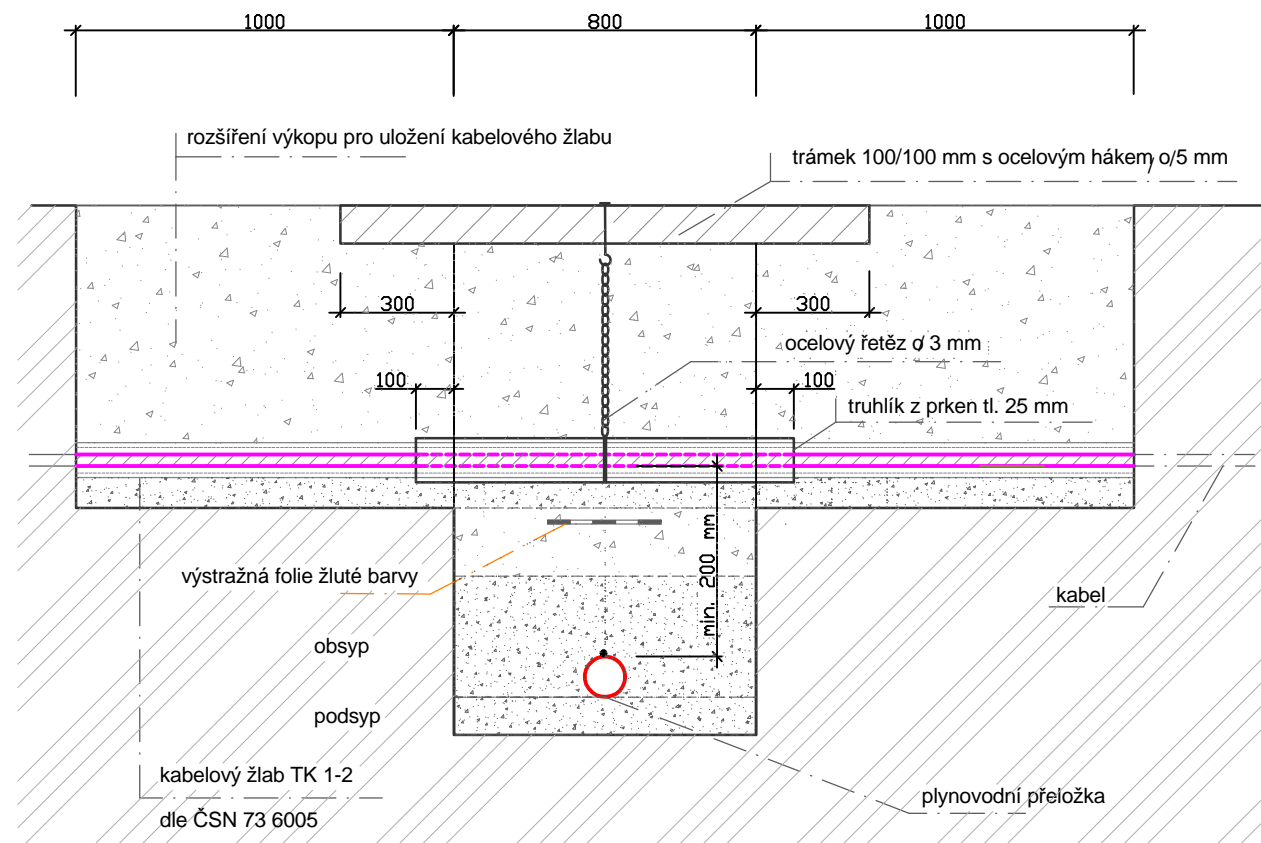 1000
800
1000
rozšíření výkopu pro uložení kabelového žlabu
trámek 100/100 mm s ocelovým hákem o/5 mm
300
300
ocelový řetěz o/ 3 mm
100
100
truhlík z prken tl. 25 mm
min. 200 mm
výstražná folie žluté barvy
kabel
obsyp
podsyp
kabelový žlab TK 1-2
dle ČSN 73 6005
plynovodní přeložka